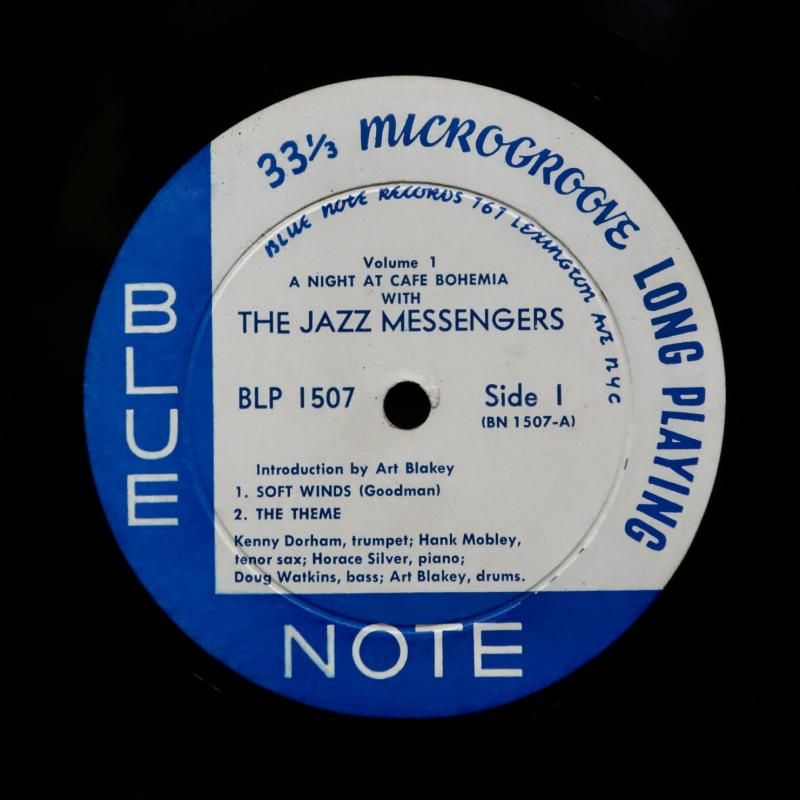 33⅓ MICROGROOVE LONG PLAYING
BLUE NOTE RECORDS 767 LEXINGTON AVE NYC
Volume 1
A NIGHT AT CAFE BOHEMIA
WITH
THE JAZZ MESSENGERS
BLP 1507
Side 1
(BN 1507-A)
Introduction by Art Blakey
1. SOFT WINDS (Goodman)
2. THE THEME
Kenny Dorham, trumpet; Hank Mobley,
tenor sax; Horace Silver, piano;
Doug Watkins, bass; Art Blakey, drums.
BLUE
NOTE